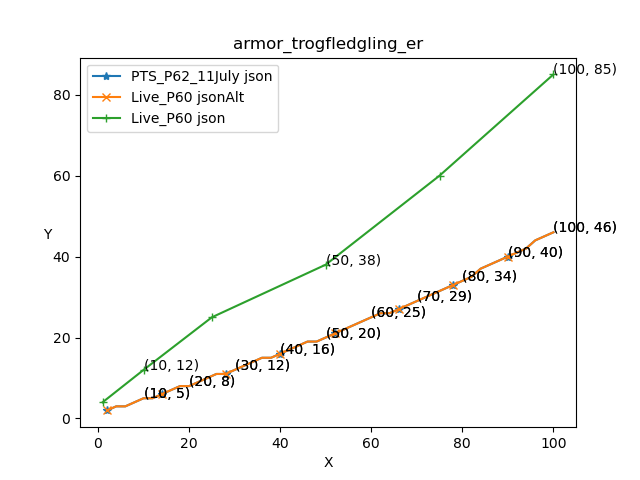 armor_trogfledgling_er
PTS_P62_11July json
Live_P60 jsonAlt
Live_P60 json
(100, 85)
(50, 38)
(10, 12)
(100, 46)
(90, 40)
(80, 34)
(70, 29)
(60, 25)
(50, 20)
(40, 16)
(30, 12)
(20, 8)
(10, 5)
80
60
40
20
0
Y
0 20 40 60 80 100
X